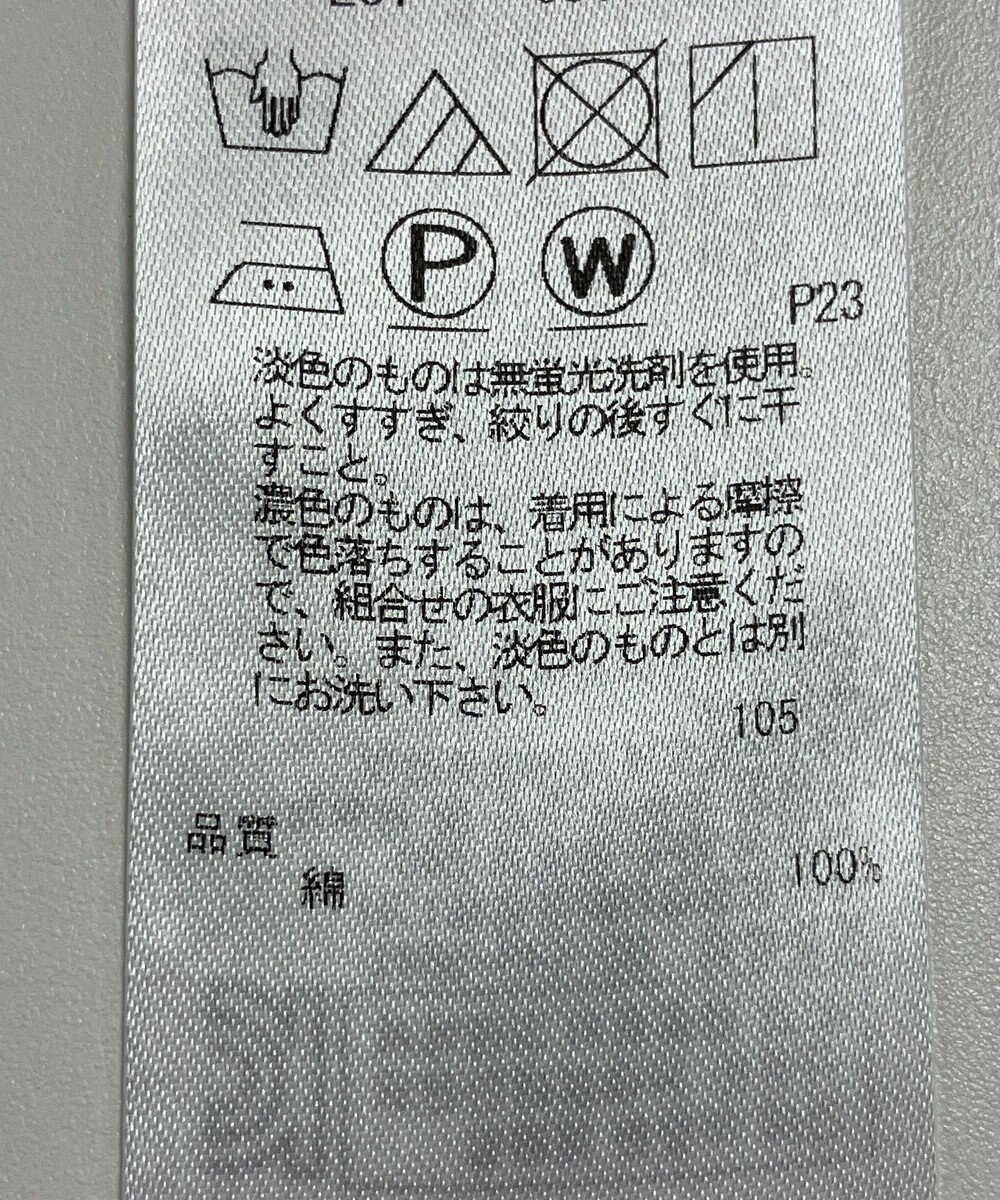 P
W
P23
淡色のものは無蛍光洗剤を使用。
よくすすぎ、絞りの後すぐに干
すこと。
濃色のものは、着用による摩擦
で色落ちすることがありますの
で、組合せの衣服にご注意くだ
さい。また、淡色のものとは別
にお洗い下さい。
105
品質
綿 100%